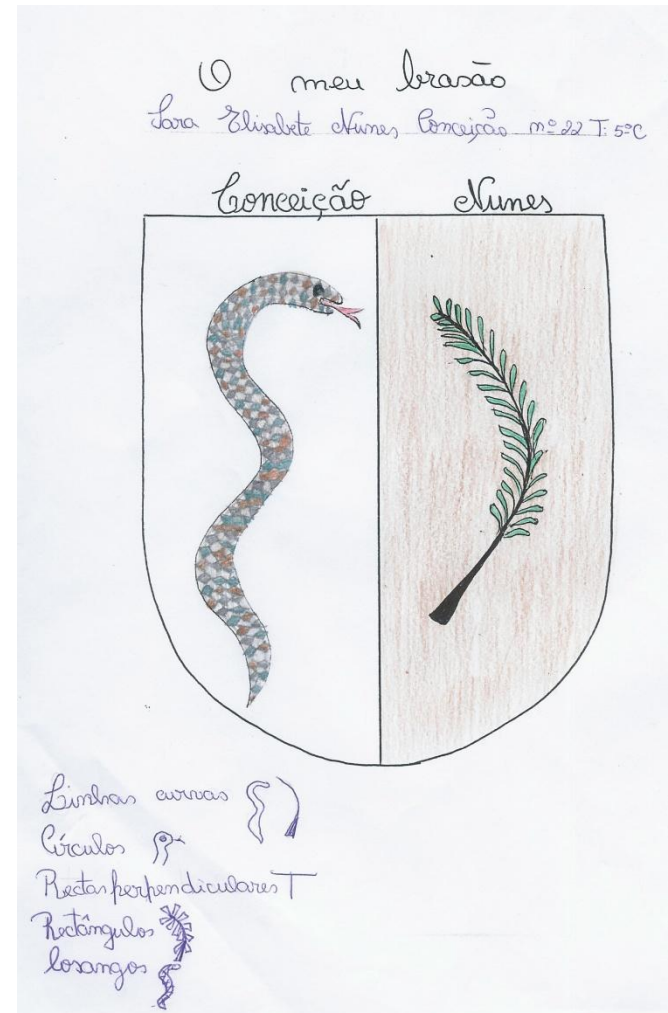 O meu brasão
Sara Elisabete Nunes Conceição nº 22 T: 5ºC
Conceição Nunes
Linhas curvas
Círculos
Rectas perpendiculares
Rectângulos
losangos